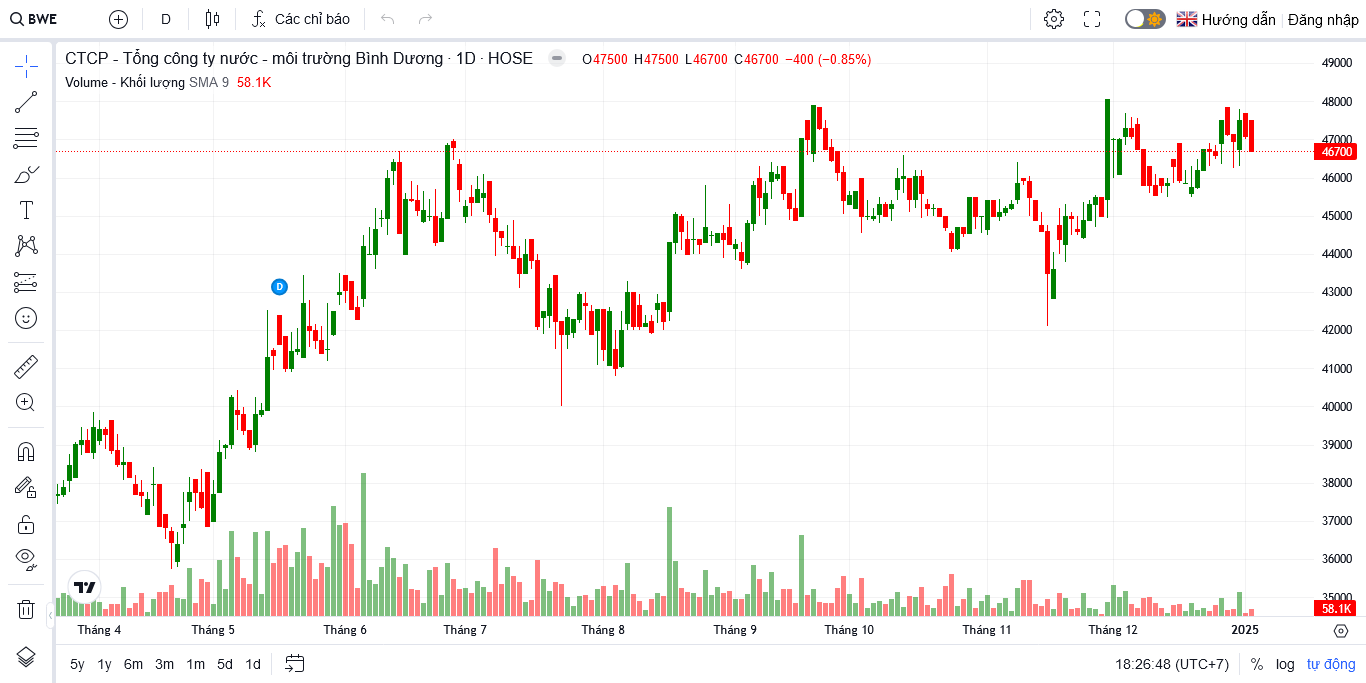 BWE D Các chỉ báo Hướng dẫn Đăng nhập
CTCP - Tổng công ty nước - môi trường Bình Dương · 1D · HOSE O47500 H47500 L46700 C46700 −400 (−0.85%)
Volume - Khối lượng SMA 9 58.1K
49000
48000
47000
46700
46000
45000
44000
43000
D
42000
41000
40000
39000
38000
37000
36000
35000
58.1K
Tháng 4 Tháng 5 Tháng 6 Tháng 7 Tháng 8 Tháng 9 Tháng 10 Tháng 11 Tháng 12 2025
5y 1y 6m 3m 1m 5d 1d 18:26:48 (UTC+7) % log tự động